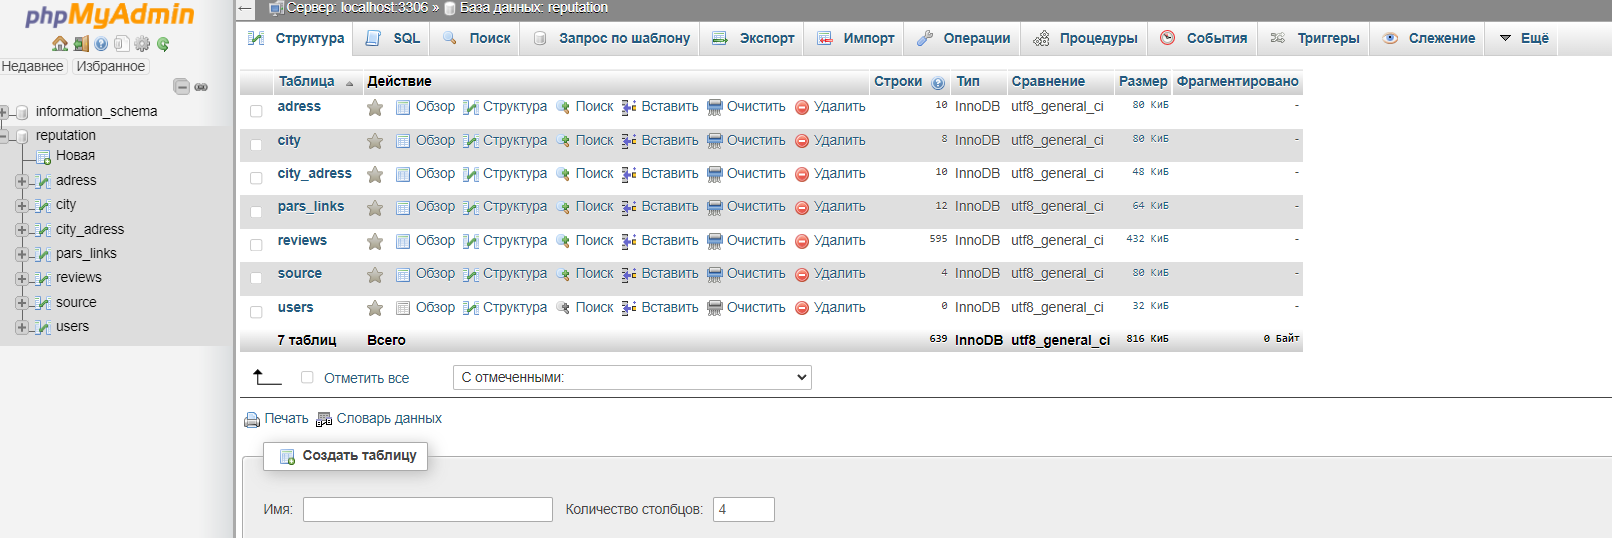 phpMyAdmin
Недавнее Избранное
information_schema
reputation
Новая
adress
city
city_adress
pars_links
reviews
source
users
← Сервер: localhost:3306 » База данных: reputation
Структура SQL Поиск Запрос по шаблону Экспорт Импорт Операции Процедуры События Триггеры Слежение Ещё
Таблица Действие Строки Тип Сравнение Размер Фрагментировано
adress Обзор Структура Поиск Вставить Очистить Удалить 10 InnoDB utf8_general_ci 80 КиБ -
city Обзор Структура Поиск Вставить Очистить Удалить 8 InnoDB utf8_general_ci 80 КиБ -
city_adress Обзор Структура Поиск Вставить Очистить Удалить 10 InnoDB utf8_general_ci 48 КиБ -
pars_links Обзор Структура Поиск Вставить Очистить Удалить 12 InnoDB utf8_general_ci 64 КиБ -
reviews Обзор Структура Поиск Вставить Очистить Удалить 595 InnoDB utf8_general_ci 432 КиБ -
source Обзор Структура Поиск Вставить Очистить Удалить 4 InnoDB utf8_general_ci 80 КиБ -
users Обзор Структура Поиск Вставить Очистить Удалить 0 InnoDB utf8_general_ci 32 КиБ -
7 таблиц Всего 639 InnoDB utf8_general_ci 816 КиБ 0 Байт
Отметить все С отмеченными:
Печать Словарь данных
Создать таблицу
Имя: Количество столбцов: 4